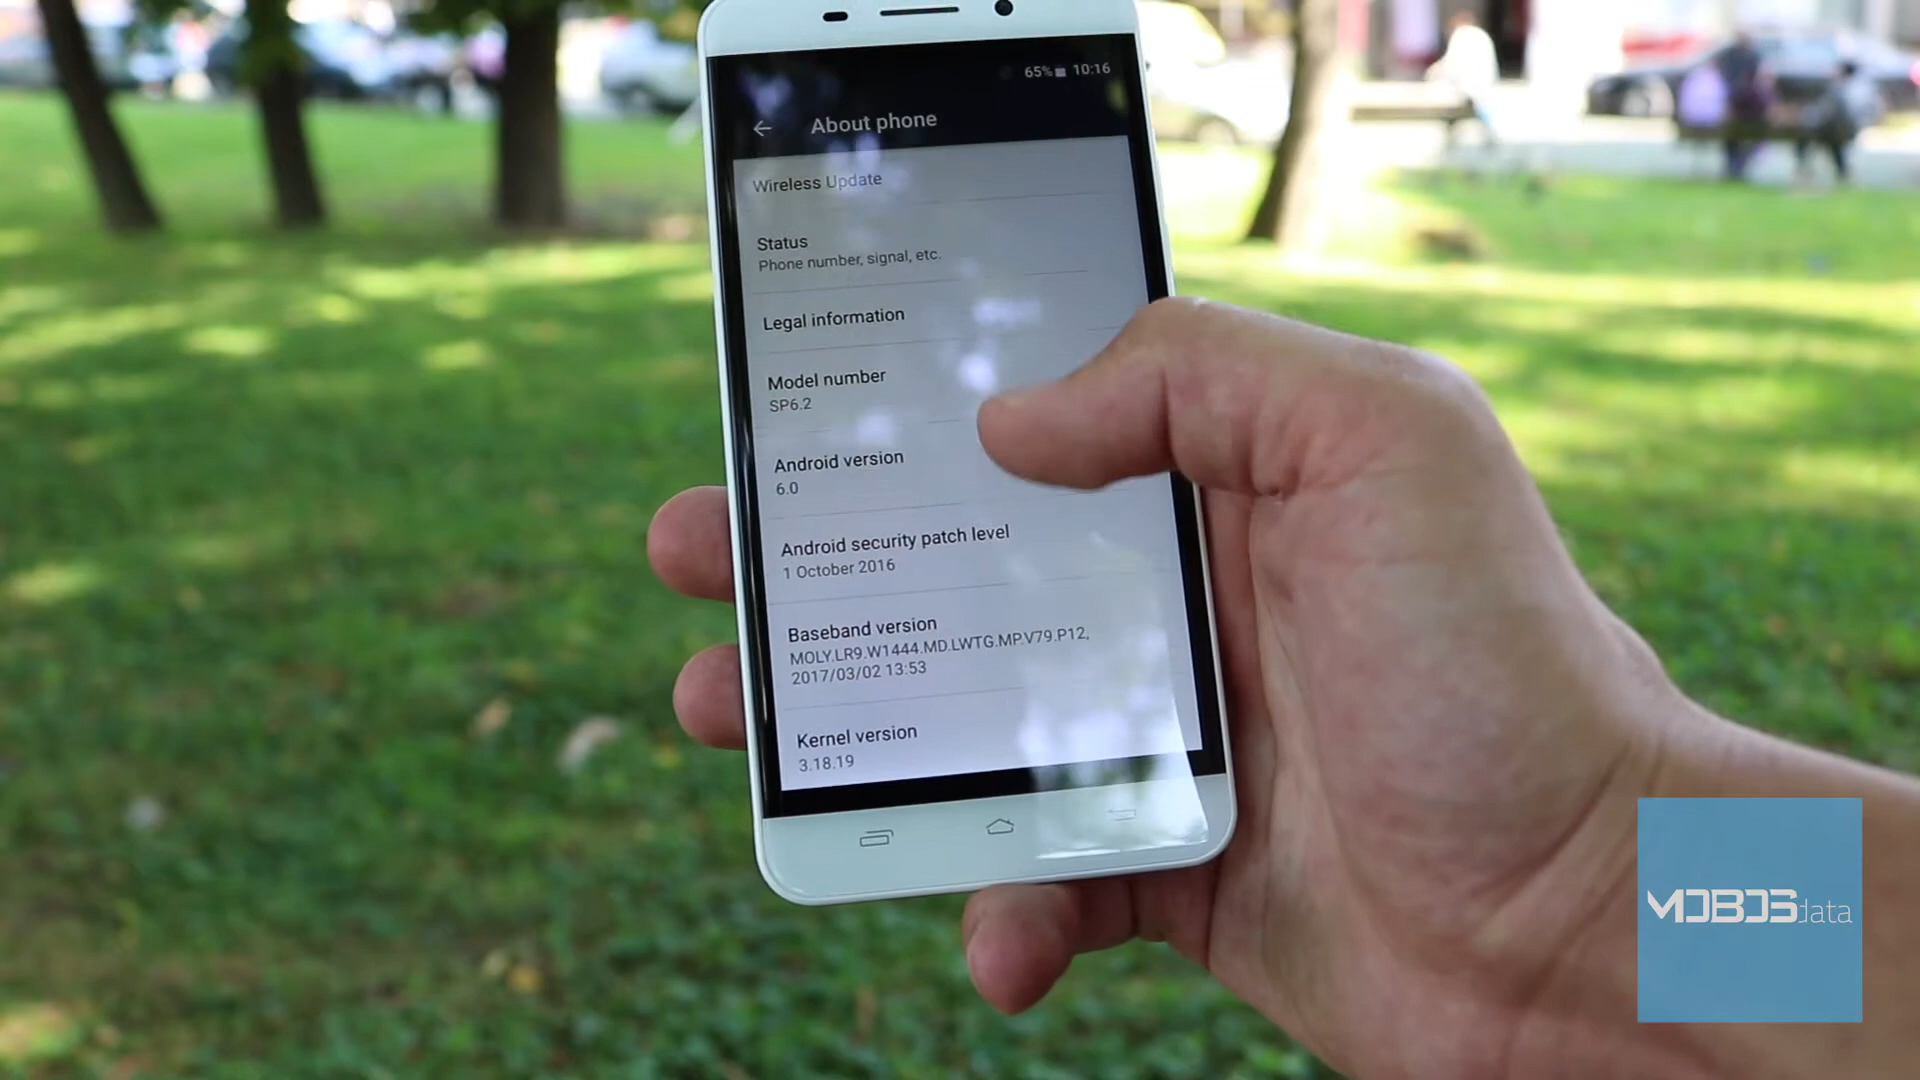 65% 10:16
About phone
Wireless Update
Status
Phone number, signal, etc.
Legal information
Model number
SP6.2
Android version
6.0
Android security patch level
1 October 2016
Baseband version
MOLY.LR9.W1444.MD.LWTG.MP.V79.P12,
2017/03/02 13:53
Kernel version
3.18.19
MOBOSdata